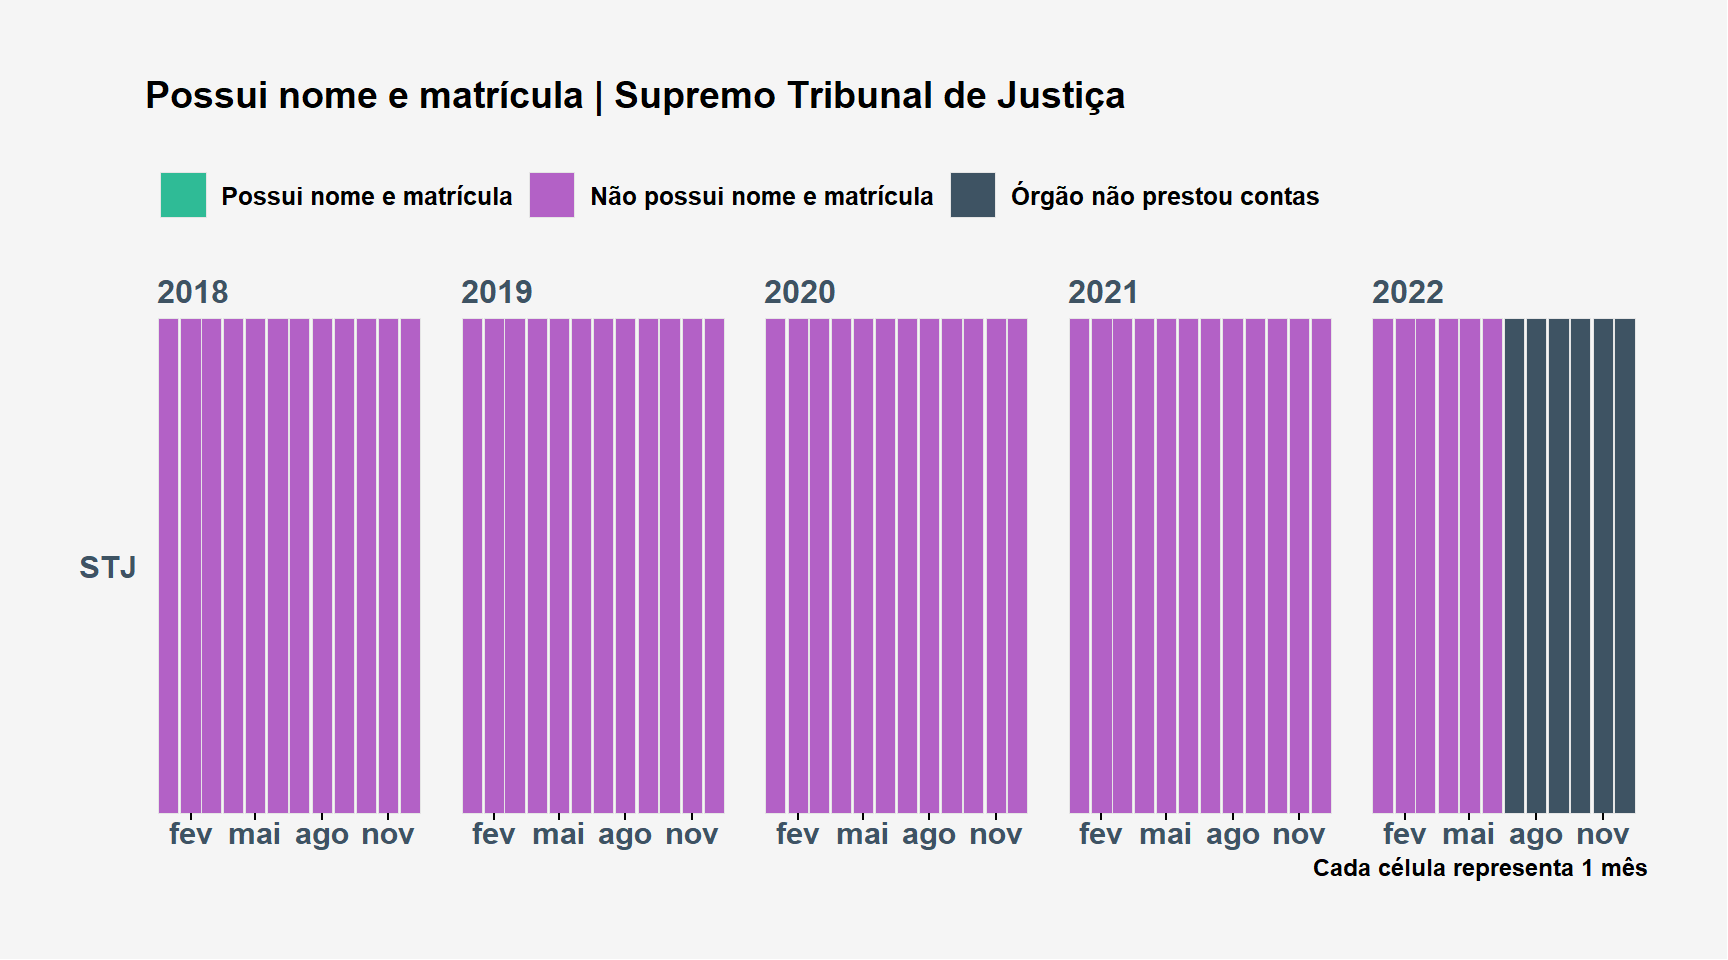 Possui nome e matrícula | Supremo Tribunal de Justiça
Possui nome e matrícula Não possui nome e matrícula Órgão não prestou contas
2018 2019 2020 2021 2022
STJ
fev mai ago nov fev mai ago nov fev mai ago nov fev mai ago nov fev mai ago nov
Cada célula representa 1 mês